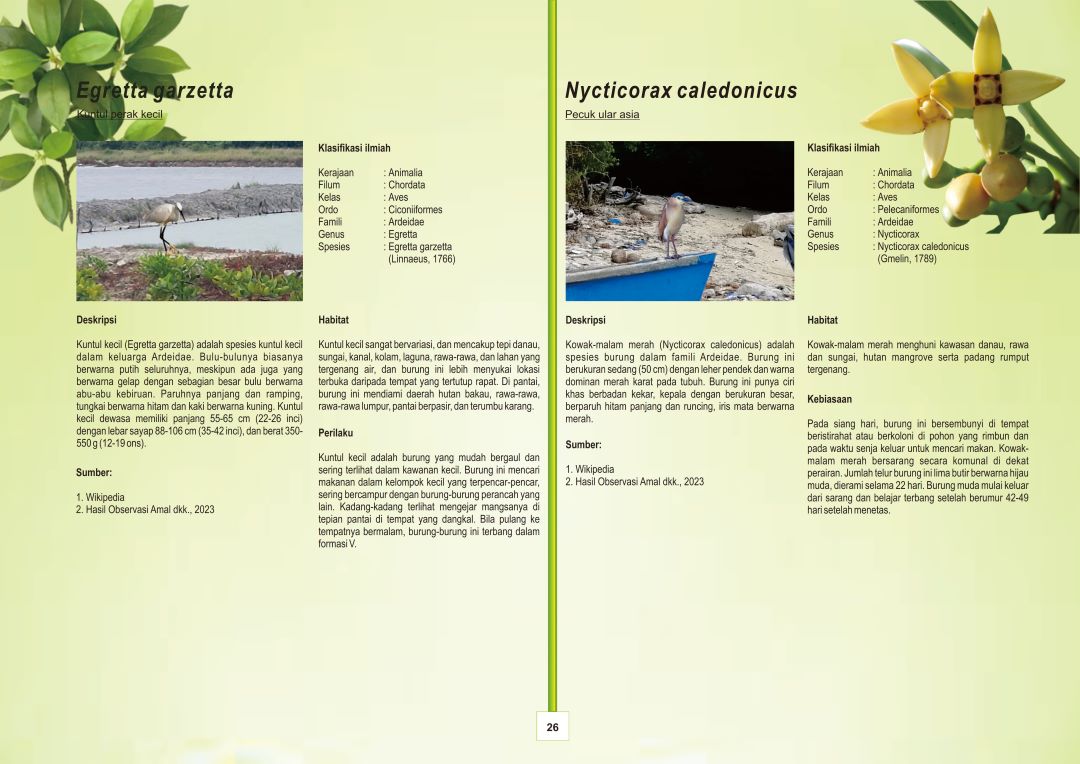 Egretta garzetta
Kuntul perak kecil
Klasifikasi ilmiah
Kerajaan : Animalia
Filum : Chordata
Kelas : Aves
Ordo : Ciconiiformes
Famili : Ardeidae
Genus : Egretta
Spesies : Egretta garzetta
(Linnaeus, 1766)
Deskripsi
Kuntul kecil (Egretta garzetta) adalah spesies kuntul kecil
dalam keluarga Ardeidae. Bulu-bulunya biasanya
berwarna putih seluruhnya, meskipun ada juga yang
berwarna gelap dengan sebagian besar bulu berwarna
abu-abu kebiruan. Paruhnya panjang dan ramping,
tungkai berwarna hitam dan kaki berwarna kuning. Kuntul
kecil dewasa memiliki panjang 55-65 cm (22-26 inci)
dengan lebar sayap 88-106 cm (35-42 inci), dan berat 350-
550 g (12-19 ons).
Sumber:
1. Wikipedia
2. Hasil Observasi Amal dkk., 2023
Habitat
Kuntul kecil sangat bervariasi, dan mencakup tepi danau,
sungai, kanal, kolam, laguna, rawa-rawa, dan lahan yang
tergenang air, dan burung ini lebih menyukai lokasi
terbuka daripada tempat yang tertutup rapat. Di pantai,
burung ini mendiami daerah hutan bakau, rawa-rawa,
rawa-rawa lumpur, pantai berpasir, dan terumbu karang.
Perilaku
Kuntul kecil adalah burung yang mudah bergaul dan
sering terlihat dalam kawanan kecil. Burung ini mencari
makanan dalam kelompok kecil yang terpencar-pencar,
sering bercampur dengan burung-burung perancah yang
lain. Kadang-kadang terlihat mengejar mangsanya di
tepian pantai di tempat yang dangkal. Bila pulang ke
tempatnya bermalam, burung-burung ini terbang dalam
formasi V.
Nycticorax caledonicus
Pecuk ular asia
Klasifikasi ilmiah
Kerajaan : Animalia
Filum : Chordata
Kelas : Aves
Ordo : Pelecaniformes
Famili : Ardeidae
Genus : Nycticorax
Spesies : Nycticorax caledonicus
(Gmelin, 1789)
Deskripsi
Kowak-malam merah (Nycticorax caledonicus) adalah
spesies burung dalam famili Ardeidae. Burung ini
berukuran sedang (50 cm) dengan leher pendek dan warna
dominan merah karat pada tubuh. Burung ini punya ciri
khas berbadan kekar, kepala dengan berukuran besar,
berparuh hitam panjang dan runcing, iris mata berwarna
merah.
Sumber:
1. Wikipedia
2. Hasil Observasi Amal dkk., 2023
Habitat
Kowak-malam merah menghuni kawasan danau, rawa
dan sungai, hutan mangrove serta padang rumput
tergenang.
Kebiasaan
Pada siang hari, burung ini bersembunyi di tempat
beristirahat atau berkoloni di pohon yang rimbun dan
pada waktu senja keluar untuk mencari makan. Kowak-
malam merah bersarang secara komunal di dekat
perairan. Jumlah telur burung ini lima butir berwarna hijau
muda, dierami selama 22 hari. Burung muda mulai keluar
dari sarang dan belajar terbang setelah berumur 42-49
hari setelah menetas.
26